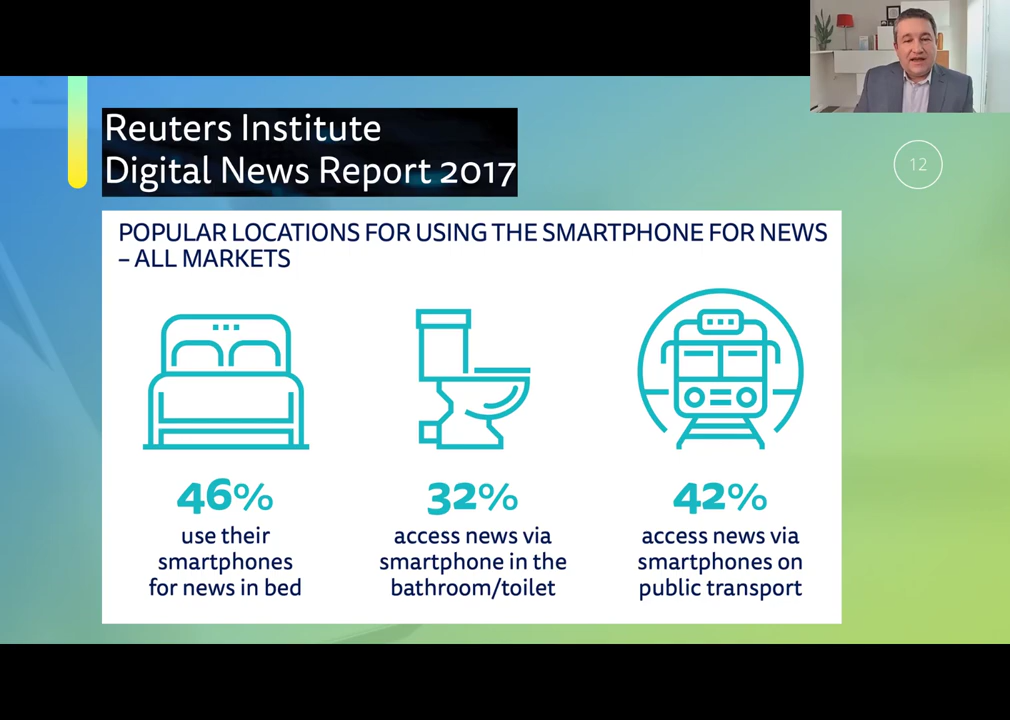 Reuters Institute
Digital News Report 2017
12
POPULAR LOCATIONS FOR USING THE SMARTPHONE FOR NEWS
– ALL MARKETS
46%
use their
smartphones
for news in bed
32%
access news via
smartphone in the
bathroom/toilet
42%
access news via
smartphones on
public transport